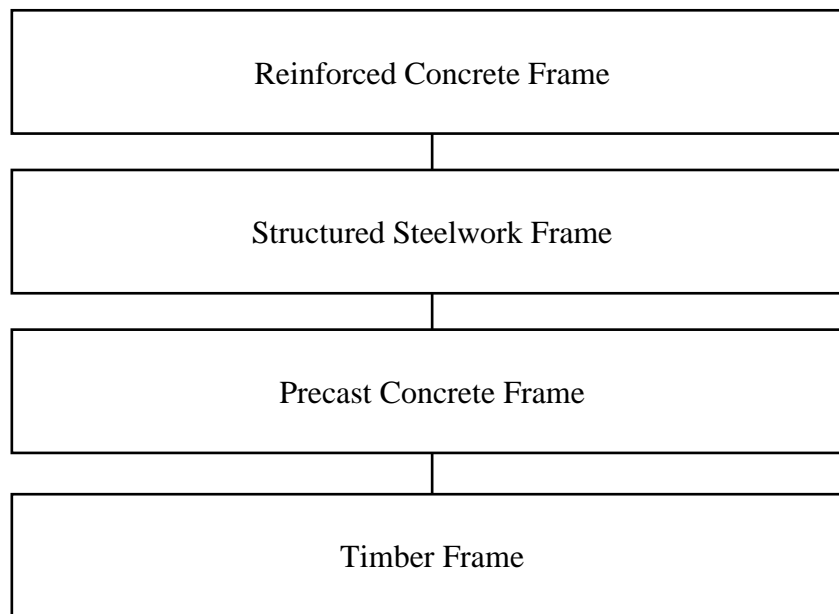 Reinforced Concrete Frame
Structured Steelwork Frame
Precast Concrete Frame
Timber Frame